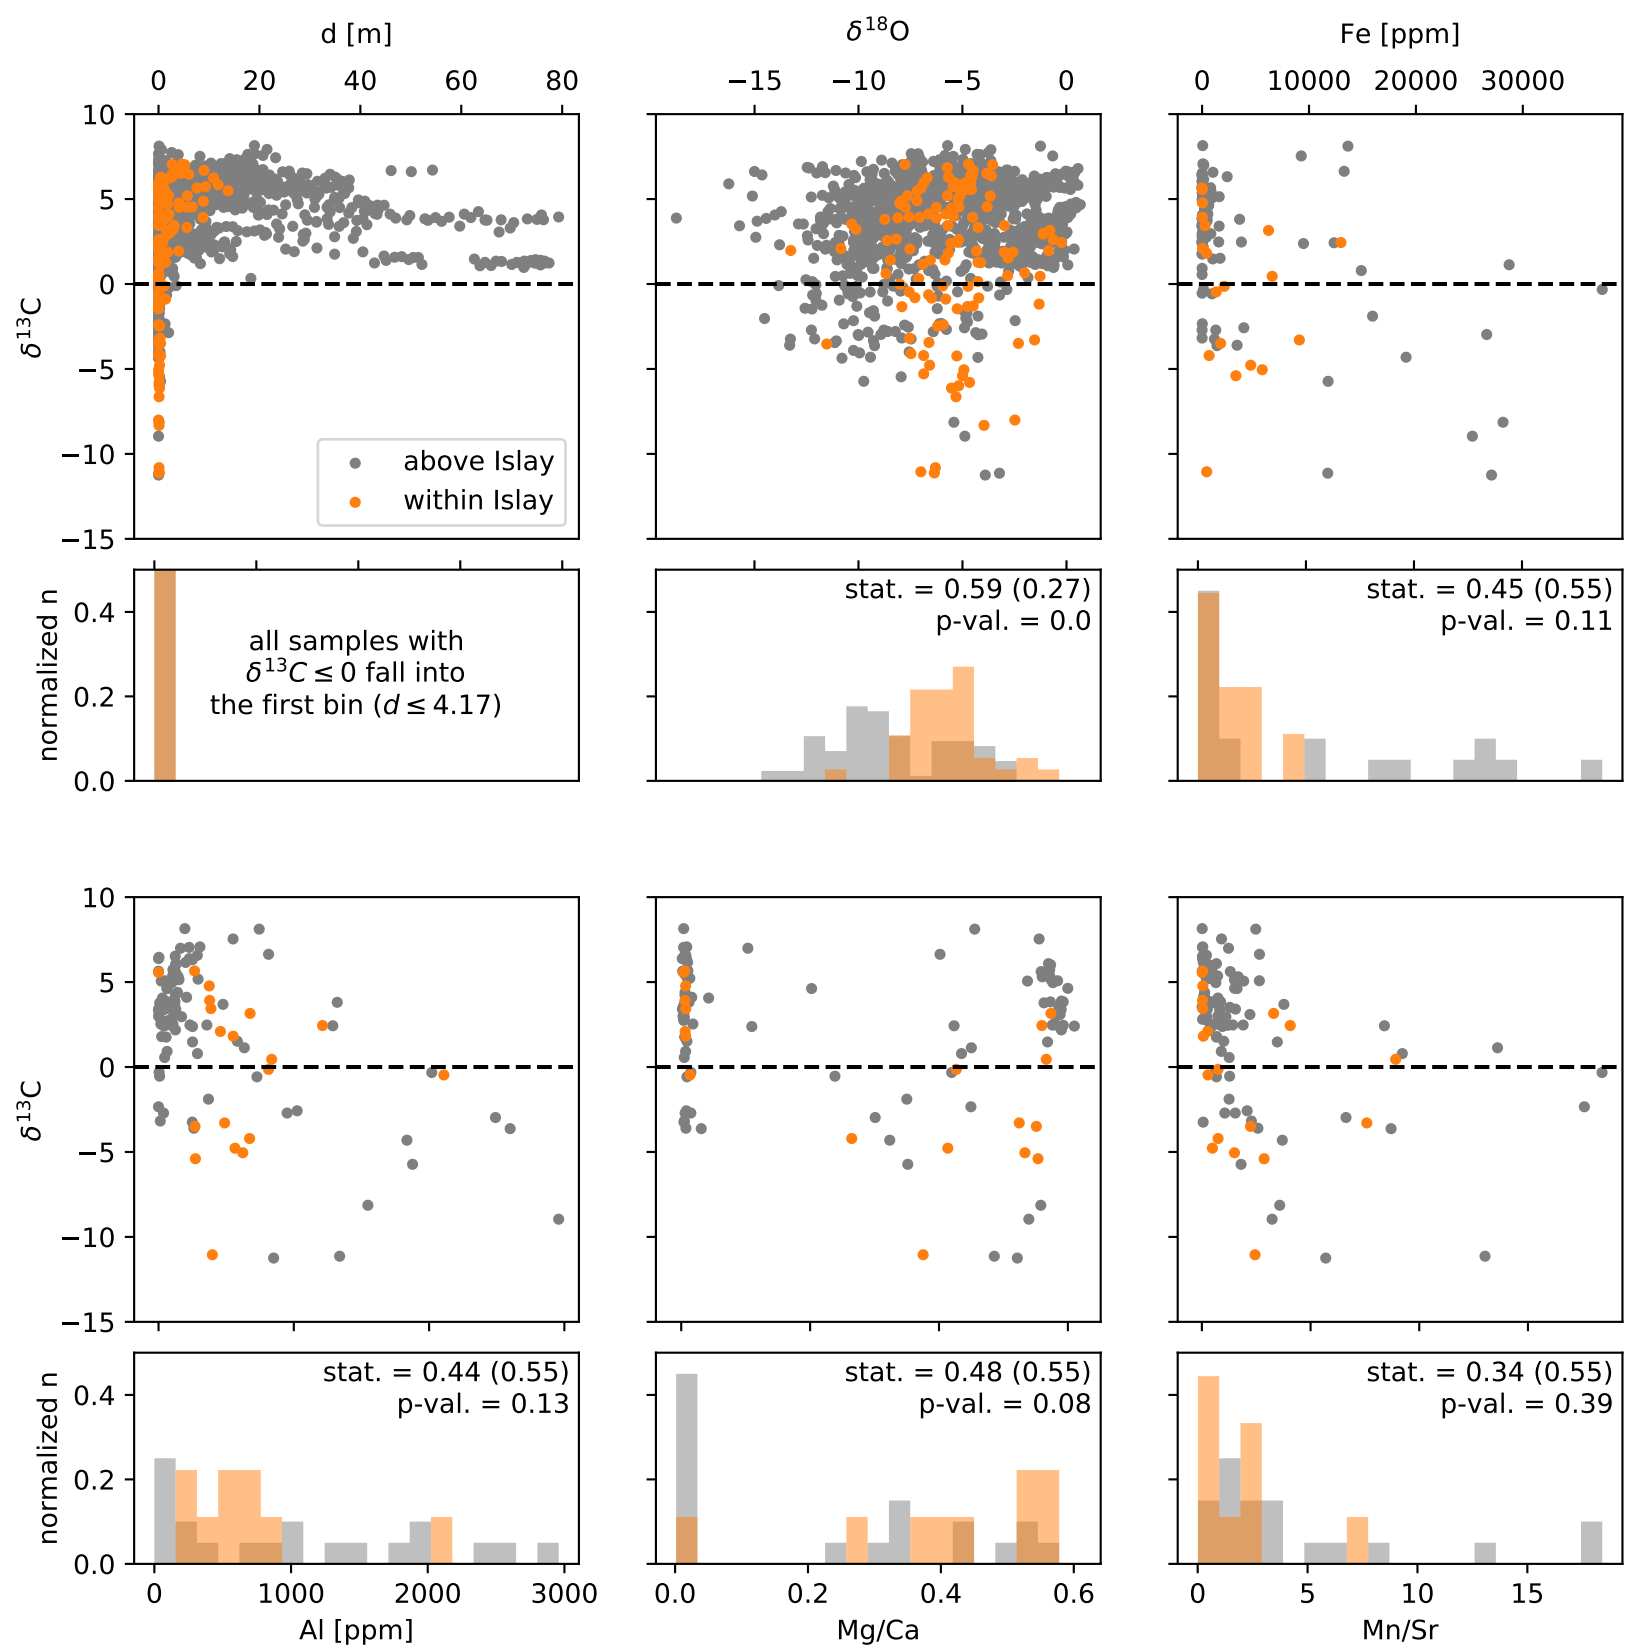 d [m]
δ¹⁸O
Fe [ppm]
0 20 40 60 80
−15 −10 −5 0
0 10000 20000 30000
10
5
0
−5
−10
−15
δ¹³C
above Islay
within Islay
0.4
0.2
0.0
normalized n
all samples with
δ¹³C ≤ 0 fall into
the first bin (d ≤ 4.17)
stat. = 0.59 (0.27)
p-val. = 0.0
stat. = 0.45 (0.55)
p-val. = 0.11
10
5
0
−5
−10
−15
δ¹³C
0.4
0.2
0.0
normalized n
stat. = 0.44 (0.55)
p-val. = 0.13
stat. = 0.48 (0.55)
p-val. = 0.08
stat. = 0.34 (0.55)
p-val. = 0.39
0 1000 2000 3000
0.0 0.2 0.4 0.6
0 5 10 15
Al [ppm]
Mg/Ca
Mn/Sr